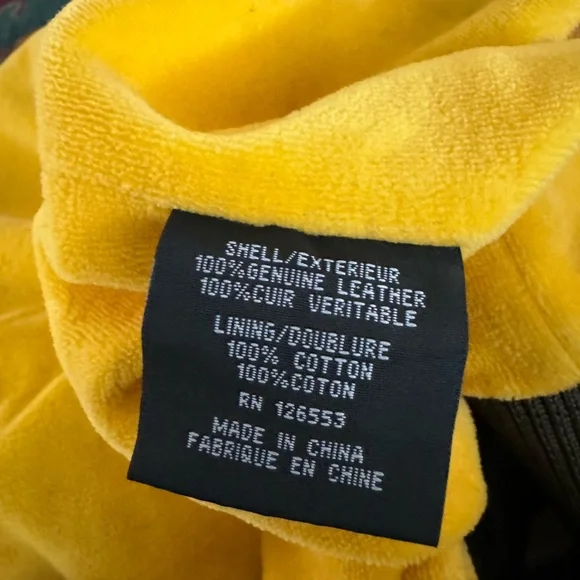 SHELL/EXTERIEUR
100%GENUINE LEATHER
100%CUIR VERITABLE
LINING/DOUBLURE
100% COTTON
100%COTON
RN 126553
MADE IN CHINA
FABRIQUE EN CHINE